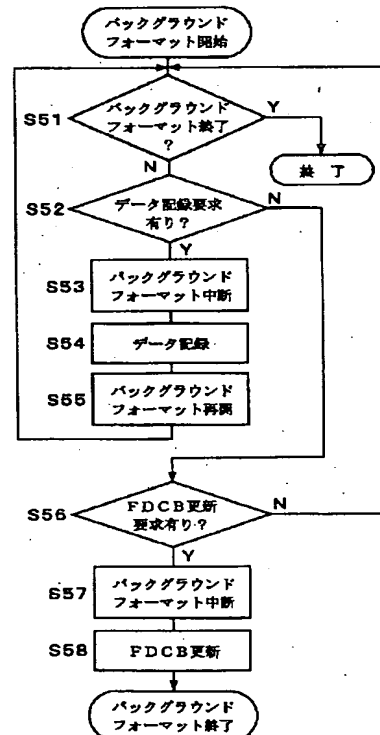 バックグラウンド
フォーマット開始
S51
バックグラウンド
フォーマット終了
?
Y
終 了
N
S52
データ記録要求
有り?
N
Y
S53
バックグラウンド
フォーマット中断
S54
データ記録
S55
バックグラウンド
フォーマット再開
S56
FDCB更新
要求有り?
N
Y
S57
バックグラウンド
フォーマット中断
S58
FDCB更新
バックグラウンド
フォーマット終了